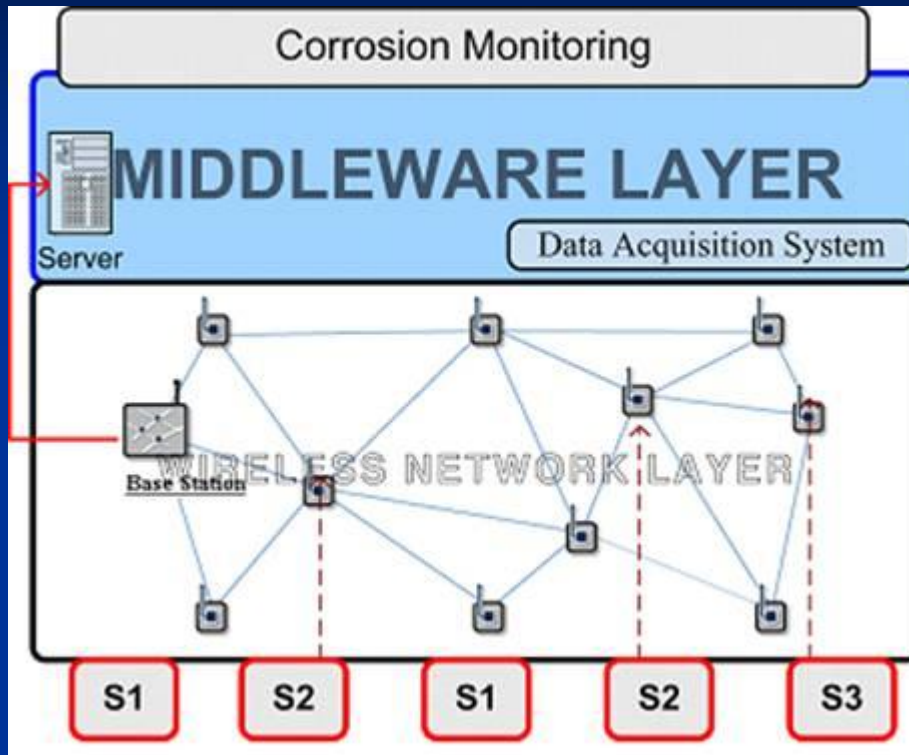 Corrosion Monitoring
MIDDLEWARE LAYER
Server
Data Acquisition System
WIRELESS NETWORK LAYER
Base Station
S1
S2
S1
S2
S3